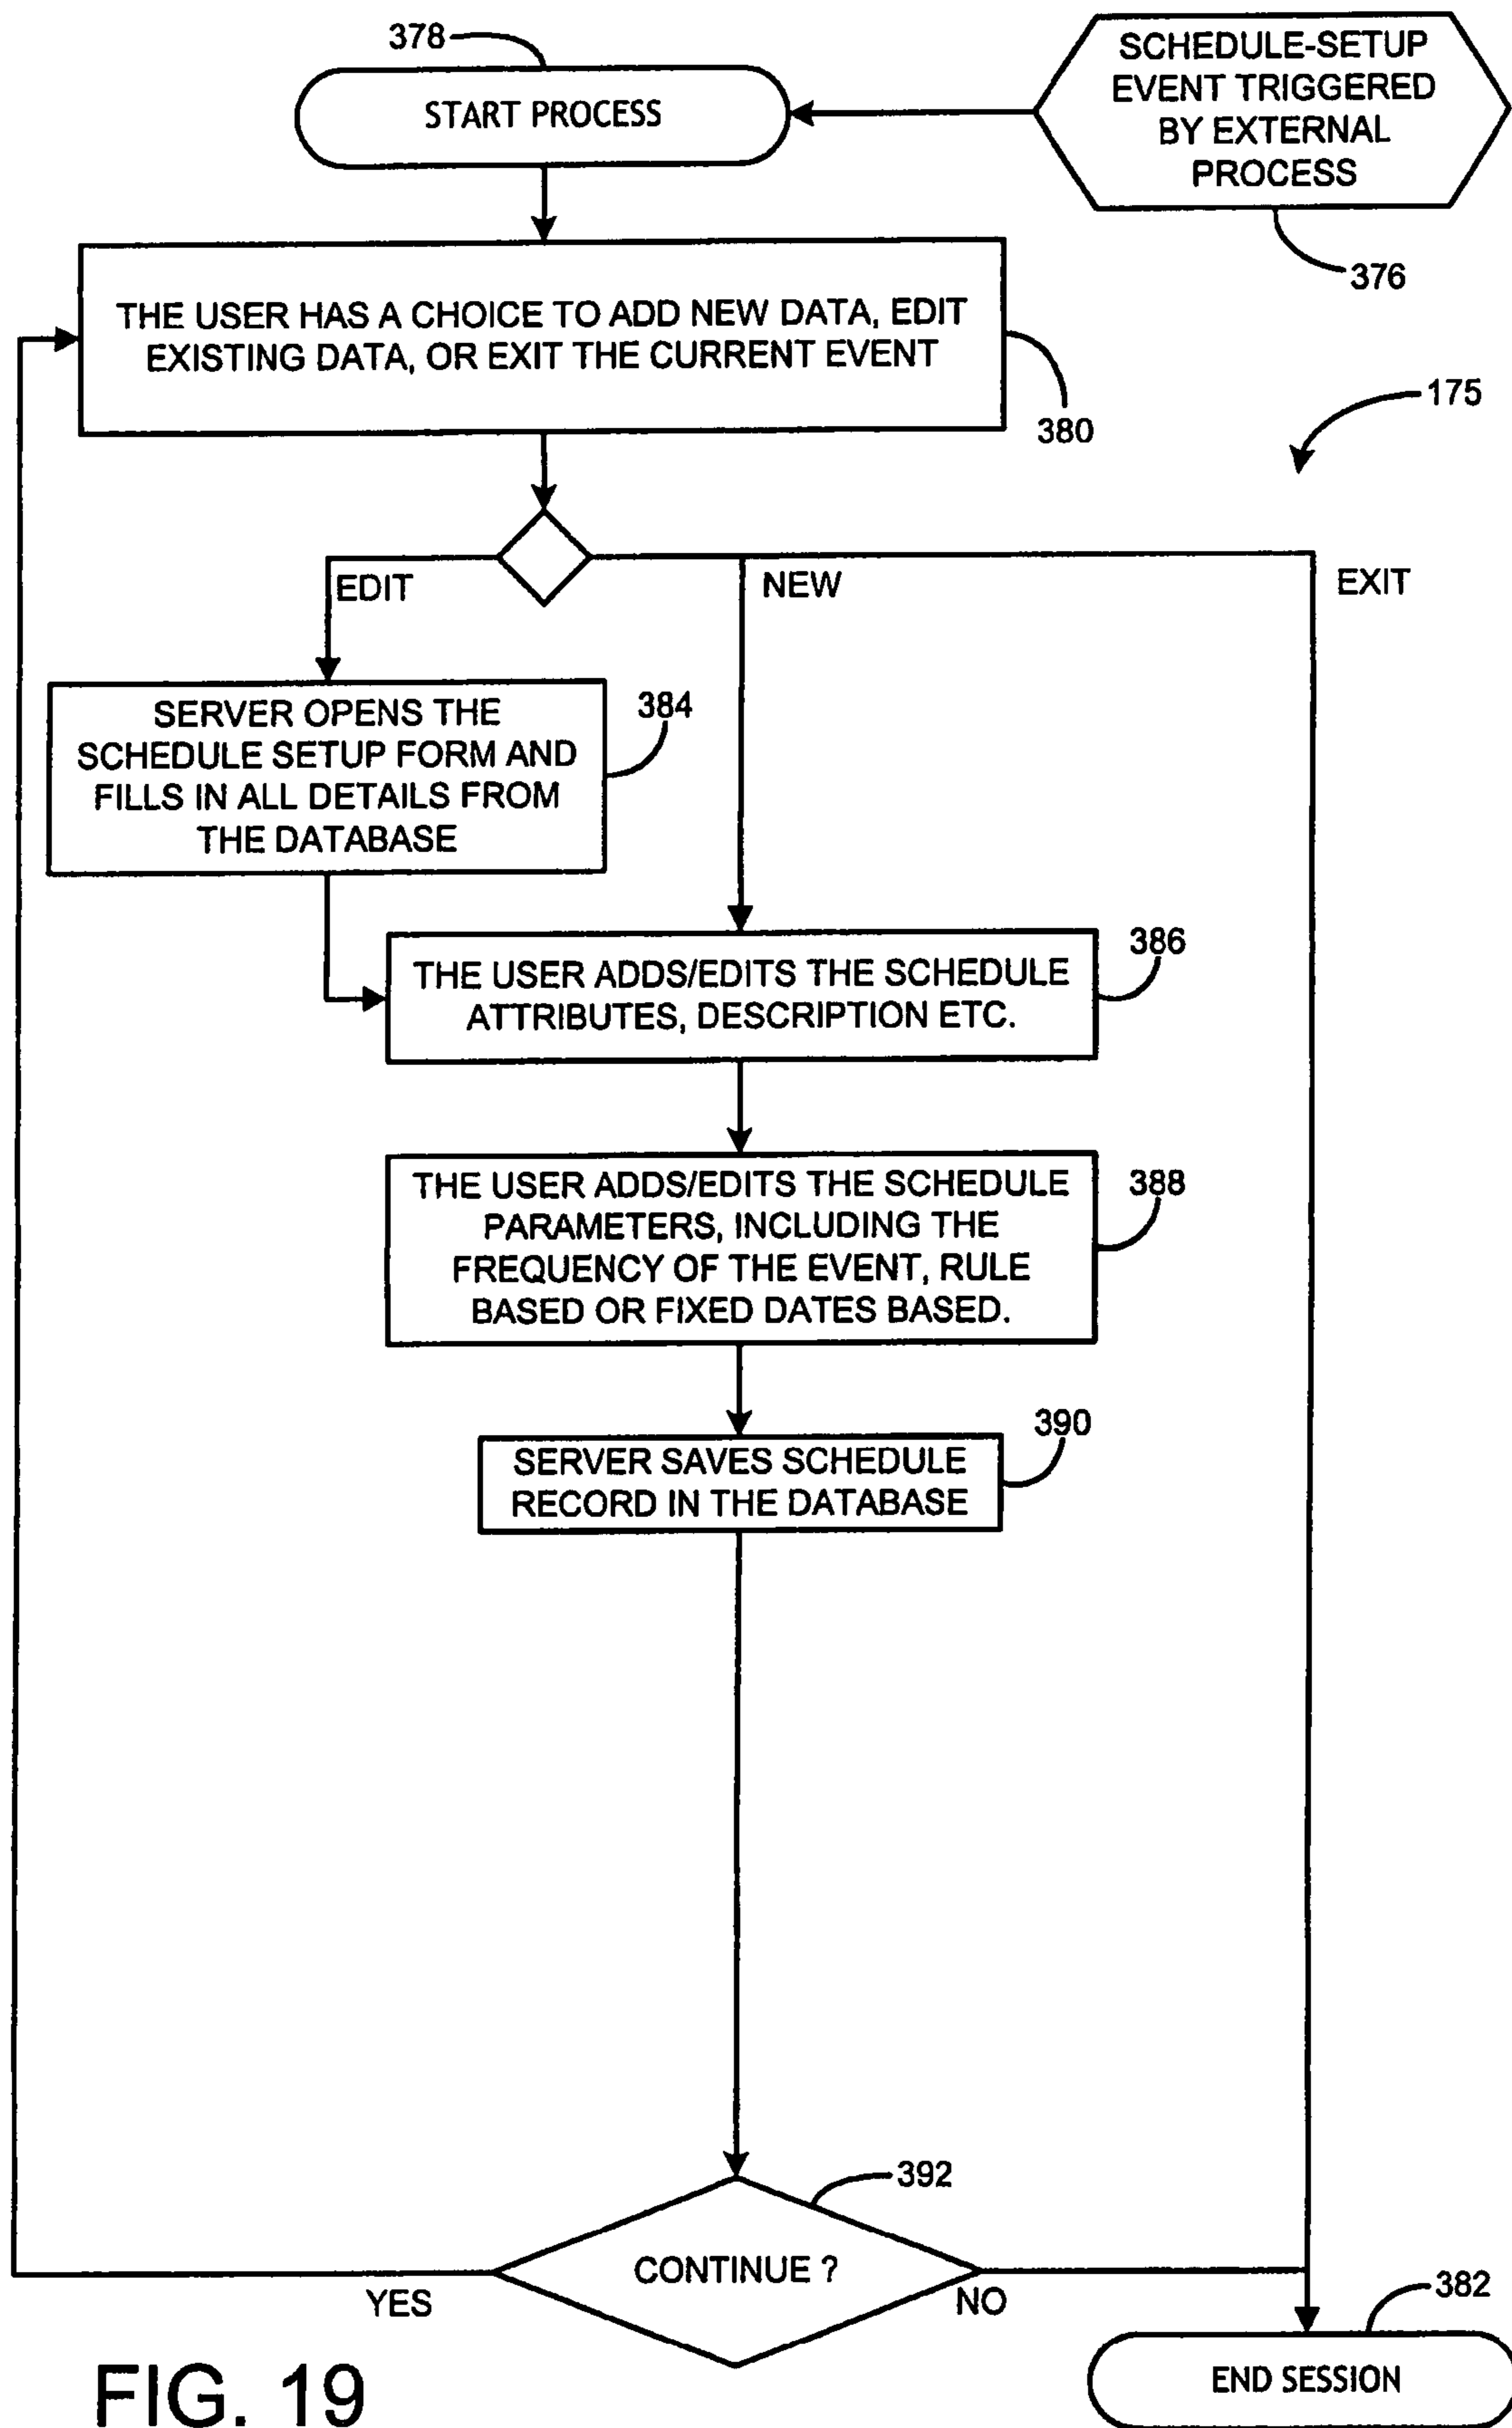 378
START PROCESS
SCHEDULE-SETUP
EVENT TRIGGERED
BY EXTERNAL
PROCESS
376
THE USER HAS A CHOICE TO ADD NEW DATA, EDIT
EXISTING DATA, OR EXIT THE CURRENT EVENT
380
175
EDIT
NEW
EXIT
SERVER OPENS THE
SCHEDULE SETUP FORM AND
FILLS IN ALL DETAILS FROM
THE DATABASE
384
THE USER ADDS/EDITS THE SCHEDULE
ATTRIBUTES, DESCRIPTION ETC.
386
THE USER ADDS/EDITS THE SCHEDULE
PARAMETERS, INCLUDING THE
FREQUENCY OF THE EVENT, RULE
BASED OR FIXED DATES BASED.
388
SERVER SAVES SCHEDULE
RECORD IN THE DATABASE
390
392
CONTINUE ?
YES
NO
382
END SESSION
FIG. 19